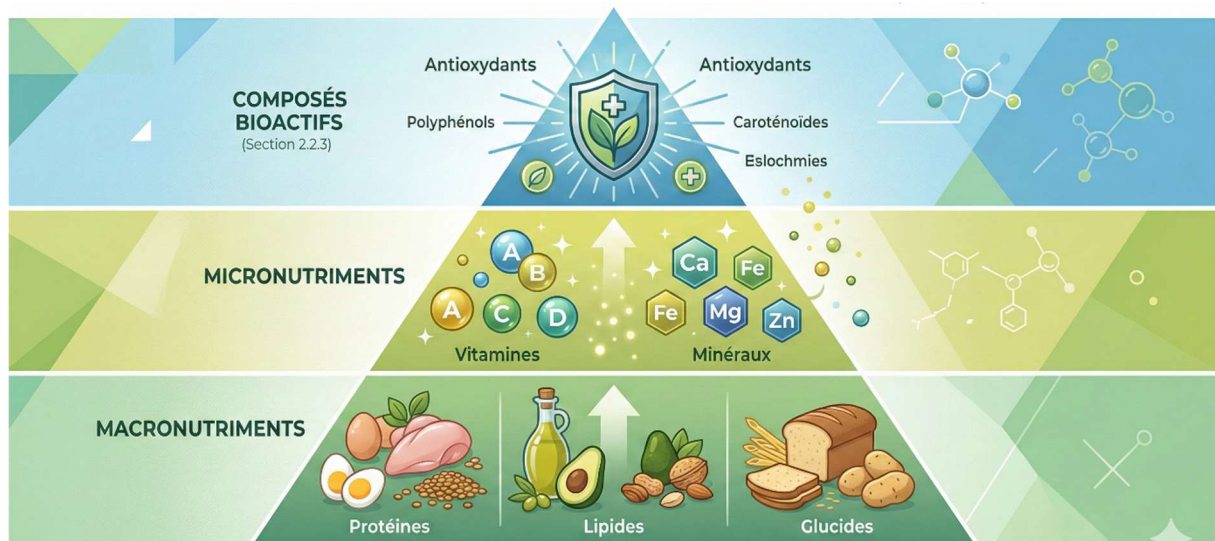 Antioxydants
Antioxydants
COMPOSÉS
BIOACTIFS
(Section 2.2.3)
Polyphénols
Caroténoïdes
Eslochmies
MICRONUTRIMENTS
A
B
A
C
D
Vitamines
Ca
Fe
Fe
Mg
Zn
Minéraux
MACRONUTRIMENTS
Protéines
Lipides
Glucides